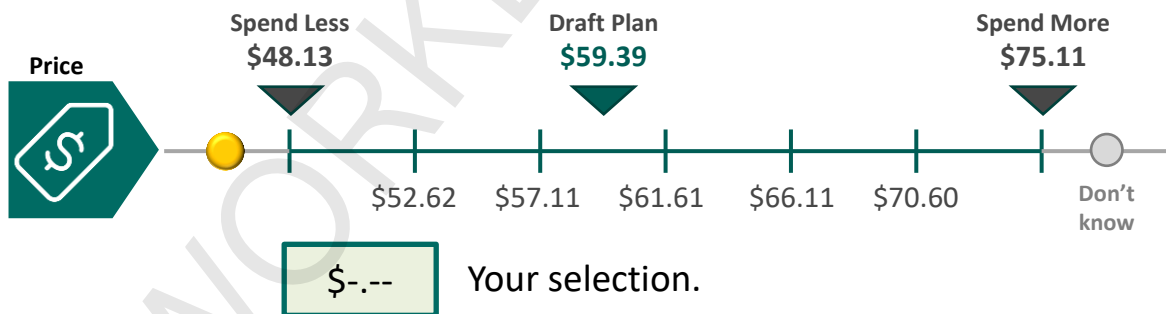 Spend Less
$48.13
Draft Plan
$59.39
Spend More
$75.11
Price
$
$52.62 $57.11 $61.61 $66.11 $70.60
Don't
know
$-.-- Your selection.
WORK